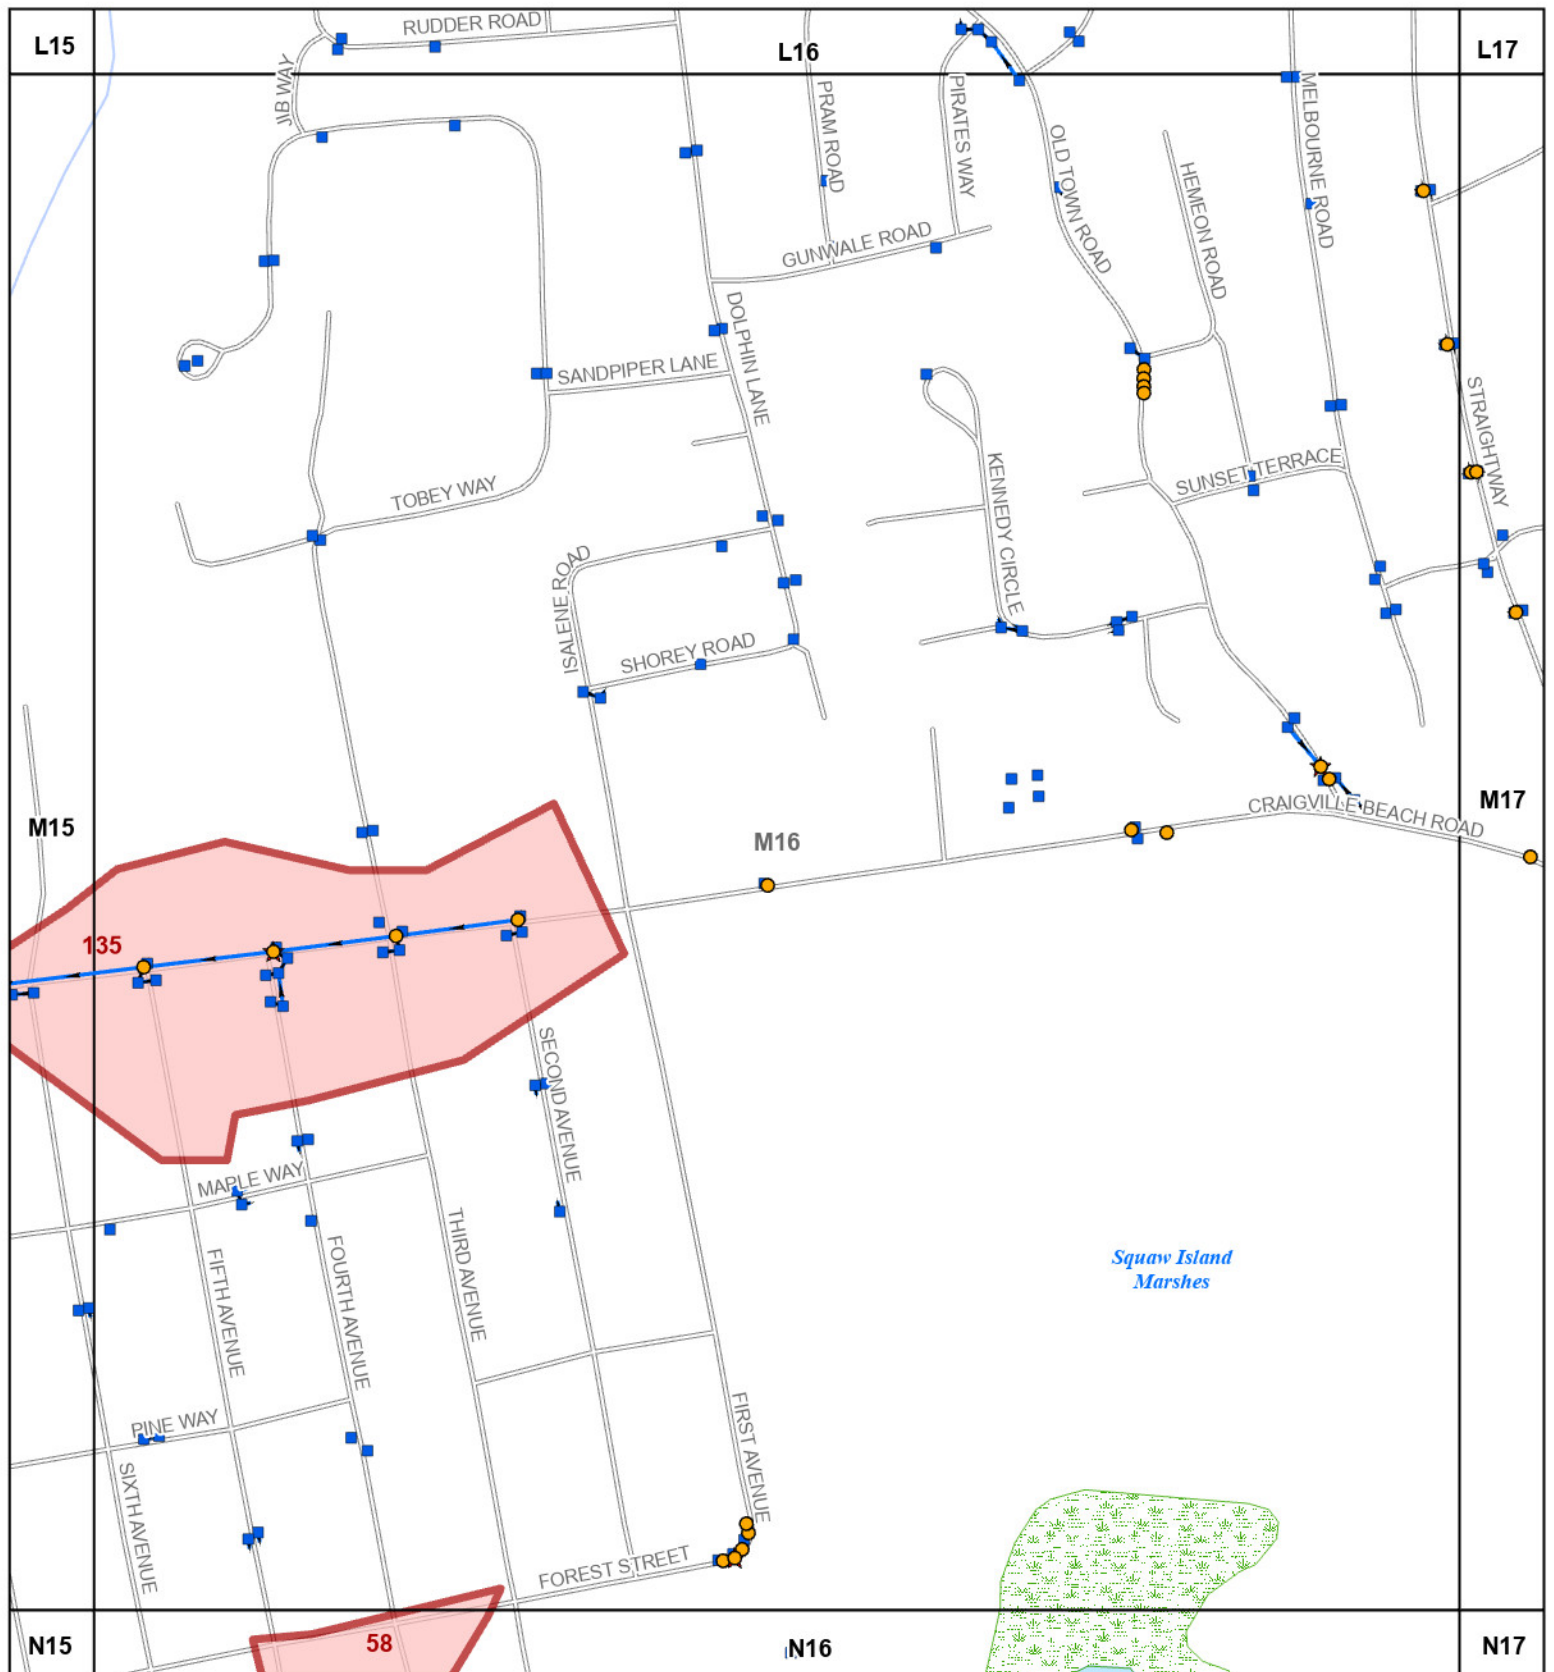 RUDDER ROAD
L15
L16
L17
JIB WAY
PRAM ROAD
PIRATES WAY
OLD TOWN ROAD
MELBOURNE ROAD
HEMEON ROAD
GUNWALE ROAD
DOLPHIN LANE
SANDPIPER LANE
STRAIGHTWAY
KENNEDY CIRCLE
SUNSET TERRACE
TOBEY WAY
ISALENE ROAD
SHOREY ROAD
M15
M16
M17
CRAIGVILLE BEACH ROAD
135
SECOND AVENUE
MAPLE WAY
THIRD AVENUE
FOURTH AVENUE
FIFTH AVENUE
Squaw Island
Marshes
FIRST AVENUE
PINE WAY
SIXTH AVENUE
FOREST STREET
N15
58
N16
N17